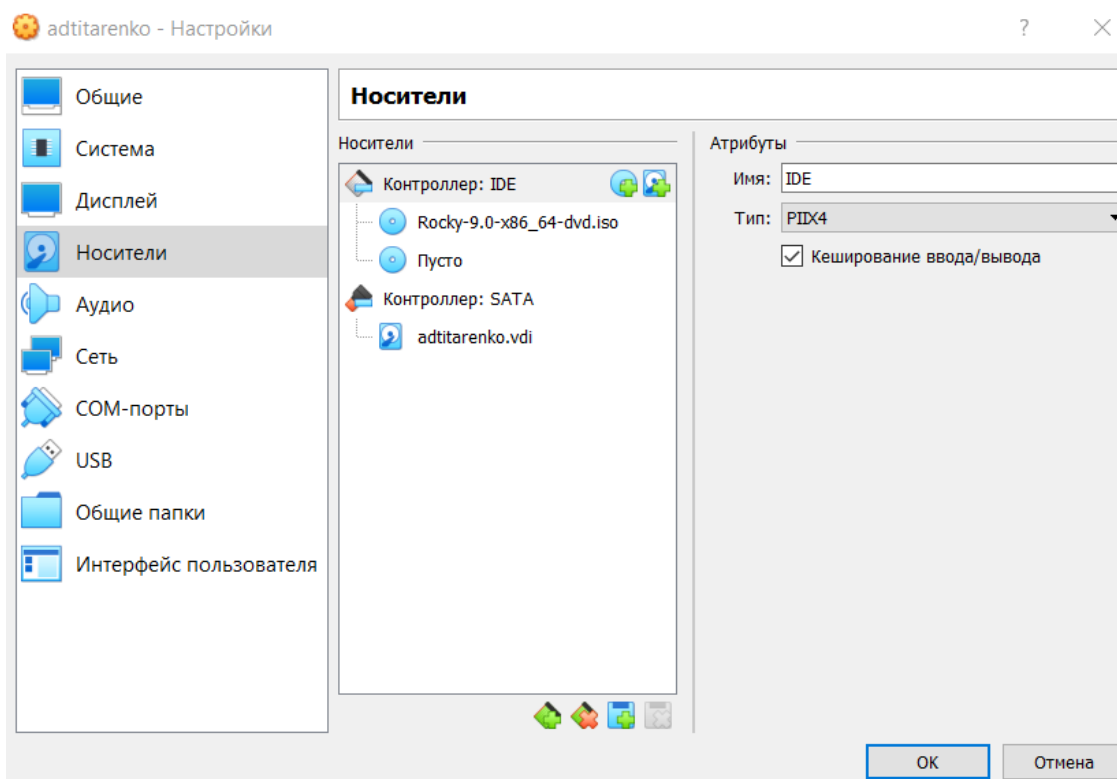 adtitarenko - Настройки
?
Общие
Система
Дисплей
Носители
Аудио
Сеть
COM-порты
USB
Общие папки
Интерфейс пользователя
Носители
Носители
Контроллер: IDE
Rocky-9.0-x86_64-dvd.iso
Пусто
Контроллер: SATA
adtitarenko.vdi
Атрибуты
Имя: IDE
Тип: PIIX4
Кеширование ввода/вывода
OK
Отмена